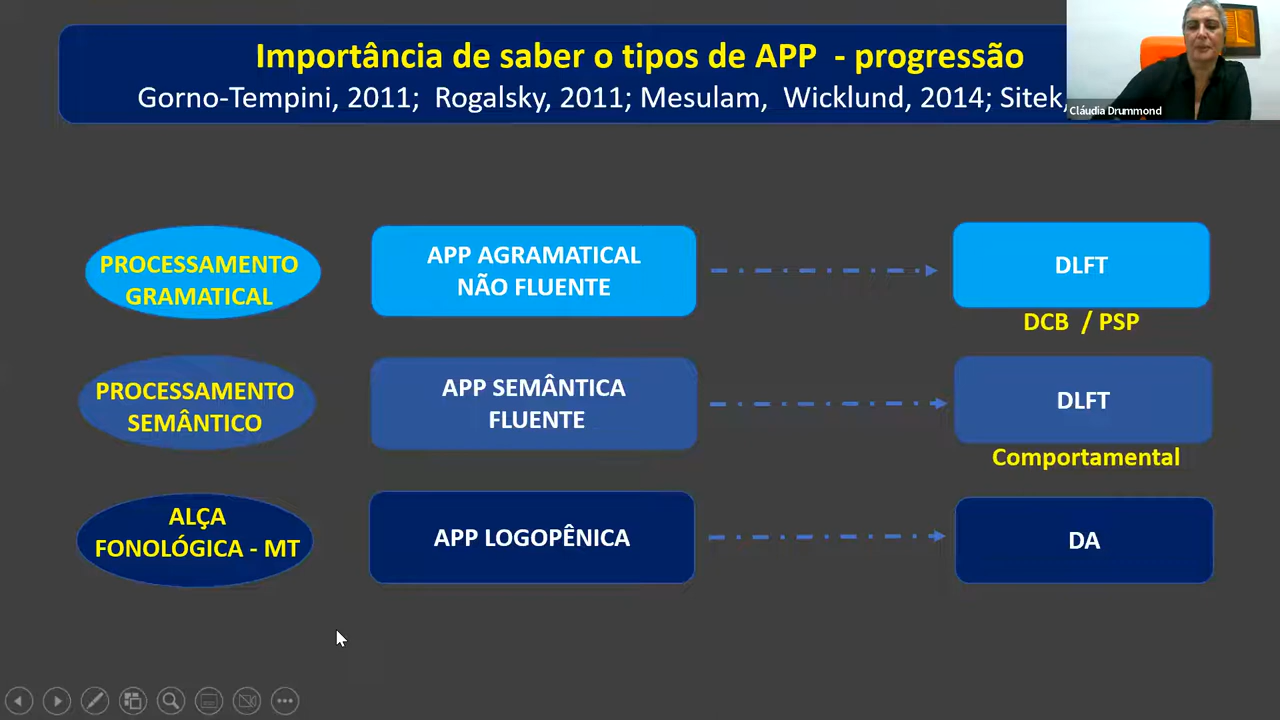 Importância de saber o tipos de APP - progressão
Gorno-Tempini, 2011; Rogalsky, 2011; Mesulam, Wicklund, 2014; Sitek,
Cláudia Drummond
PROCESSAMENTO
GRAMATICAL
APP AGRAMATICAL
NÃO FLUENTE
DLFT
DCB / PSP
PROCESSAMENTO
SEMÂNTICO
APP SEMÂNTICA
FLUENTE
DLFT
Comportamental
ALÇA
FONOLÓGICA - MT
APP LOGOPÊNICA
DA